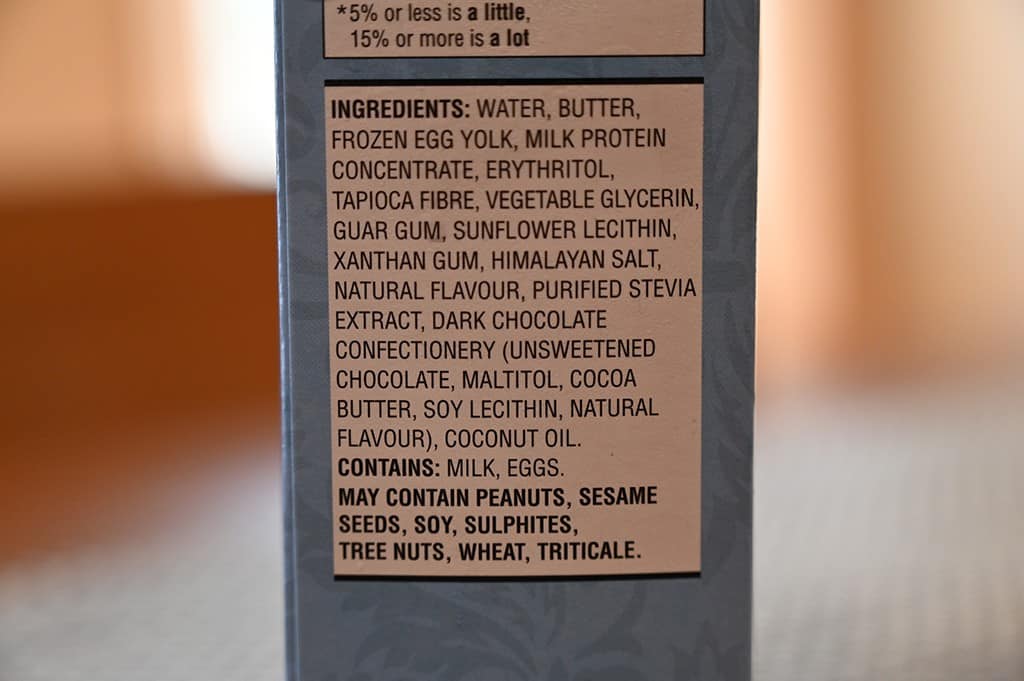 *5% or less is a little,
15% or more is a lot
INGREDIENTS: WATER, BUTTER,
FROZEN EGG YOLK, MILK PROTEIN
CONCENTRATE, ERYTHRITOL,
TAPIOCA FIBRE, VEGETABLE GLYCERIN,
GUAR GUM, SUNFLOWER LECITHIN,
XANTHAN GUM, HIMALAYAN SALT,
NATURAL FLAVOUR, PURIFIED STEVIA
EXTRACT, DARK CHOCOLATE
CONFECTIONERY (UNSWEETENED
CHOCOLATE, MALTITOL, COCOA
BUTTER, SOY LECITHIN, NATURAL
FLAVOUR), COCONUT OIL.
CONTAINS: MILK, EGGS.
MAY CONTAIN PEANUTS, SESAME
SEEDS, SOY, SULPHITES,
TREE NUTS, WHEAT, TRITICALE.